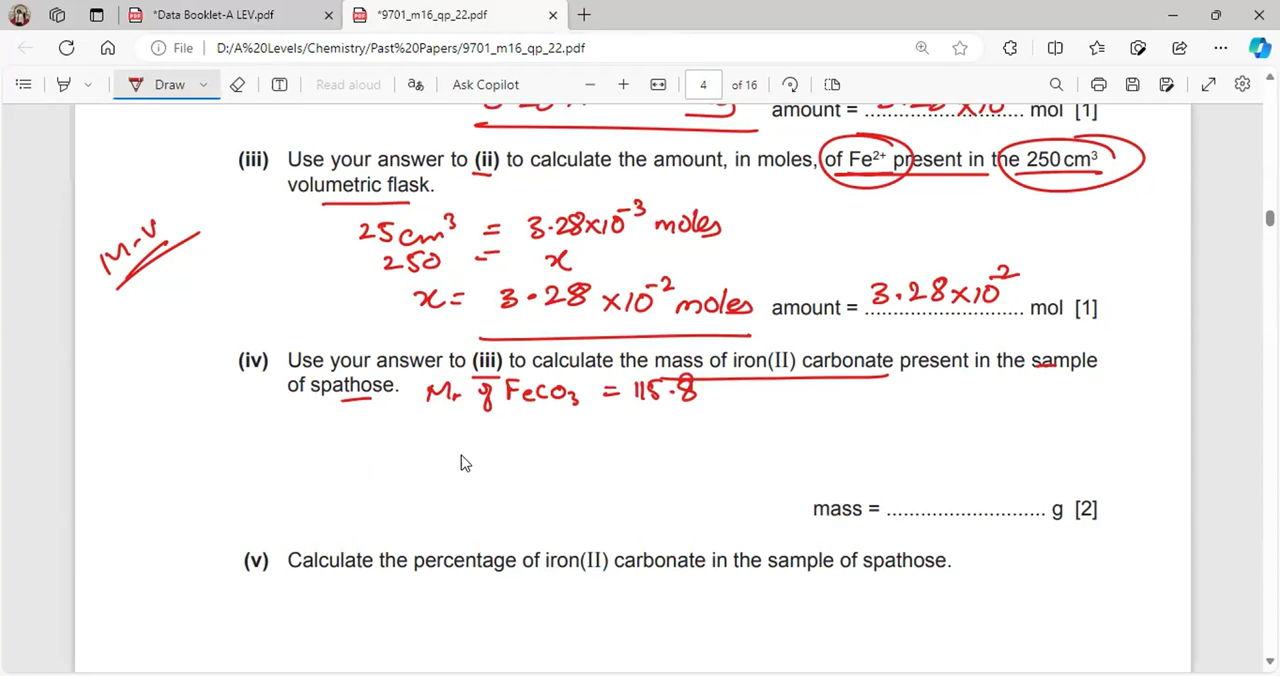 *Data Booklet-A LEV.pdf
*9701_m16_qp_22.pdf
File D:/A%20Levels/Chemistry/Past%20Papers/9701_m16_qp_22.pdf
Draw Read aloud Ask Copilot 4 of 16
amount = .......................... mol [1]
(iii) Use your answer to (ii) to calculate the amount, in moles, of Fe²⁺ present in the 250 cm³
volumetric flask.
25cm³ = 3.28x10⁻³ moles
M-V
250 = x
x = 3.28 x10⁻² moles amount = 3.28x10⁻² mol [1]
(iv) Use your answer to (iii) to calculate the mass of iron(II) carbonate present in the sample
of spathose. Mr of FeCO₃ = 115.8
mass = ........................... g [2]
(v) Calculate the percentage of iron(II) carbonate in the sample of spathose.